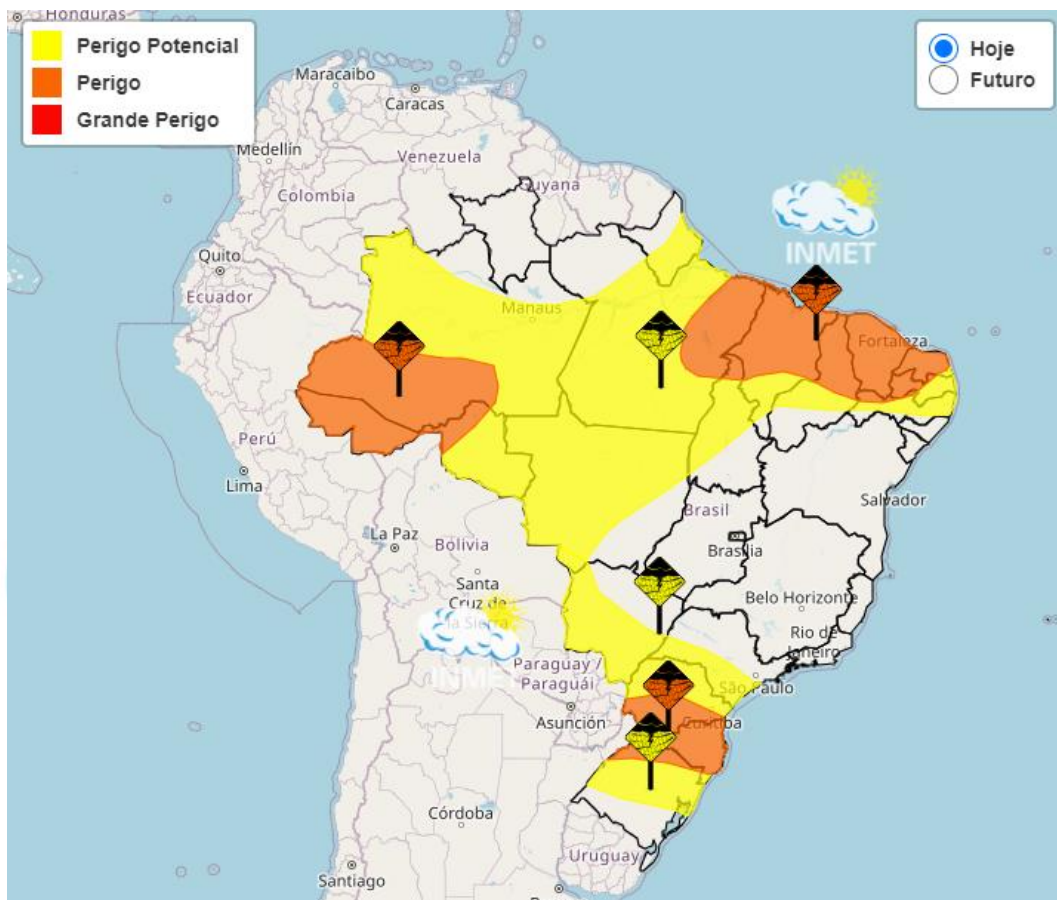 Honduras
Perigo Potencial
Perigo
Grande Perigo
Hoje
Futuro
Maracaibo
Caracas
Medellín
Venezuela
Guyana
Colombia
INMET
Quito
Ecuador
Manaus
Fortaleza
Perú
Lima
Salvador
Brasil
La Paz
Bolivia
Brasília
Santa
Cruz de
la Sierra
Belo Horizonte
Rio de
Janeiro
INMET
Paraguay /
Paraguái
São Paulo
Asunción
Curitiba
Córdoba
Uruguay
Santiago